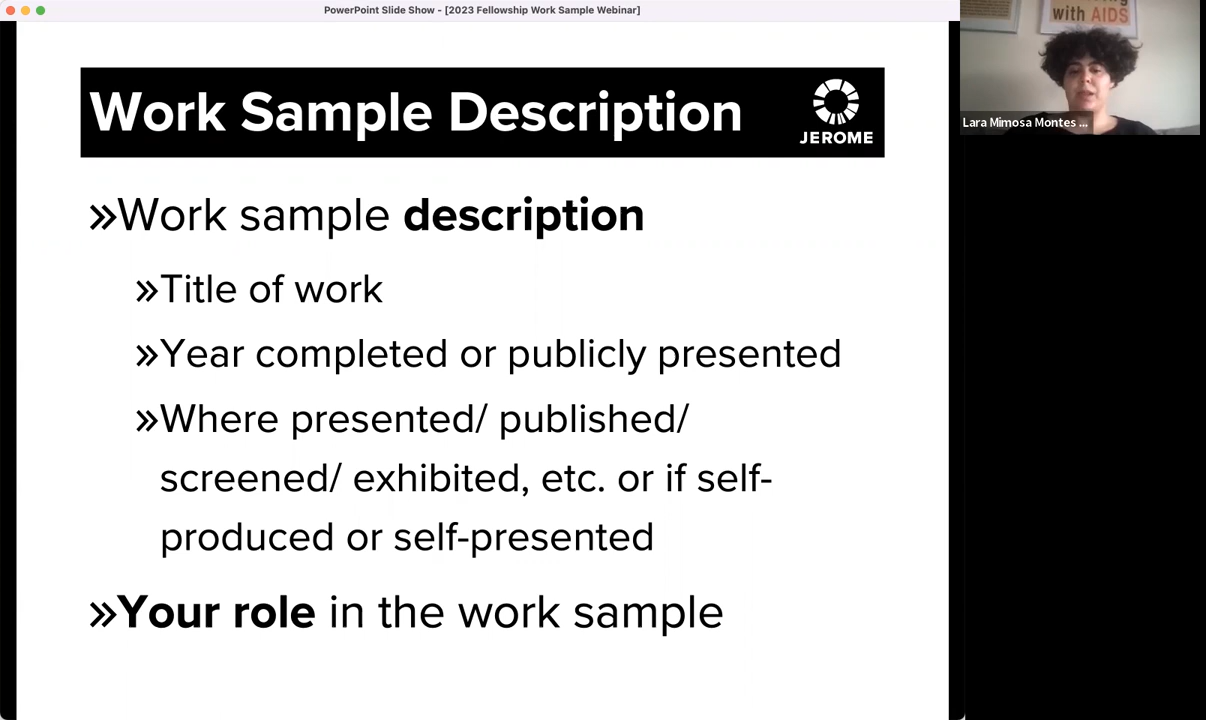 PowerPoint Slide Show - [2023 Fellowship Work Sample Webinar]
Work Sample Description
JEROME
»Work sample description
»Title of work
»Year completed or publicly presented
»Where presented/ published/
screened/ exhibited, etc. or if self-
produced or self-presented
»Your role in the work sample
with AIDS
Lara Mimosa Montes ...